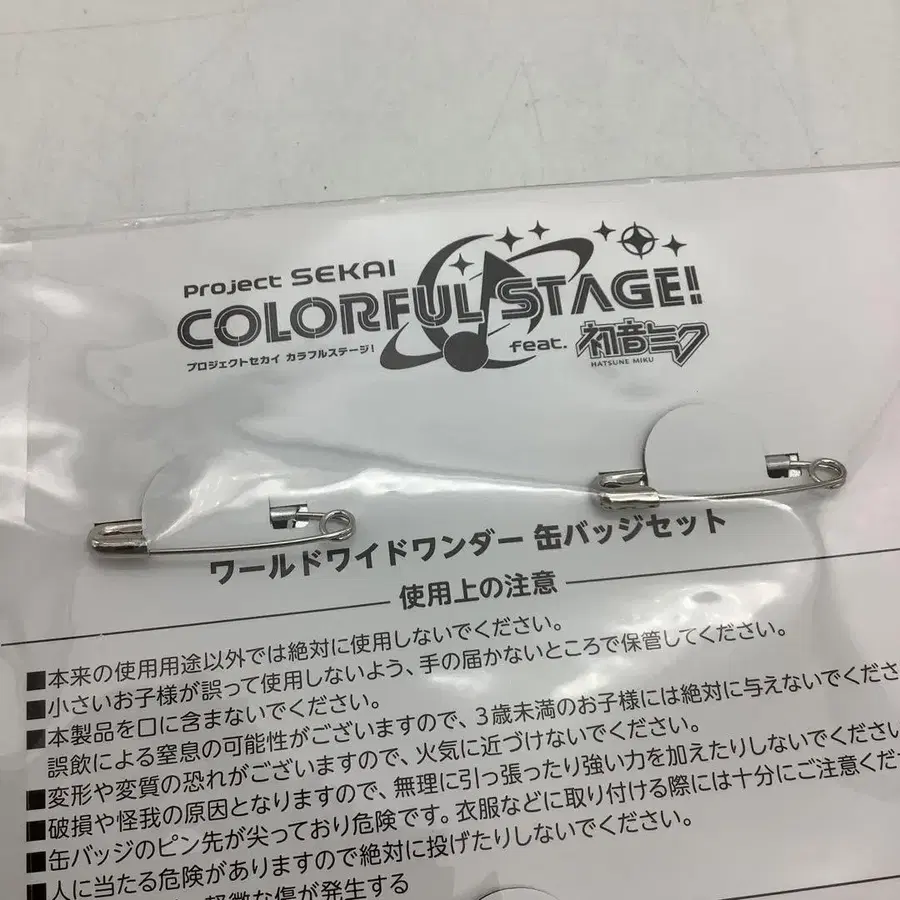 Project SEKAI
COLORFUL STAGE!
プロジェクトセカイ カラフルステージ!
feat. 初音ミク
HATSUNE MIKU
ワールドワイドワンダー 缶バッジセット
使用上の注意
■本来の使用用途以外では絶対に使用しないでください。
■小さいお子様が誤って使用しないよう、手の届かないところで保管してください。
■本製品を口に含まないでください。
誤飲による窒息の可能性がございますので、3歳未満のお子様には絶対に与えないでくださ
■変形や変質の恐れがございますので、火気に近づけないでください。
■破損や怪我の原因となりますので、無理に引っ張ったり強い力を加えたりしないでください
■缶バッジのピン先が尖っており危険です。衣服などに取り付ける際には十分にご注意くだ
■人に当たる危険がありますので絶対に投げたりしないでください。
軽微な傷が発生する